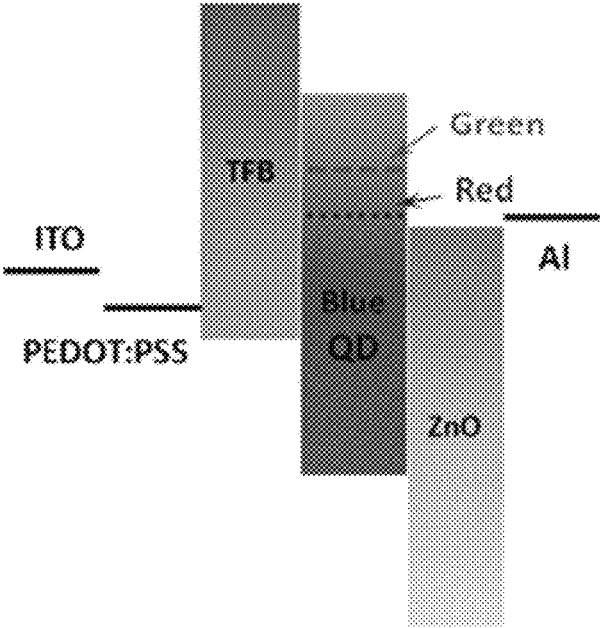 Green
TFB
Red
ITO
Al
Blue
QD
PEDOT:PSS
ZnO